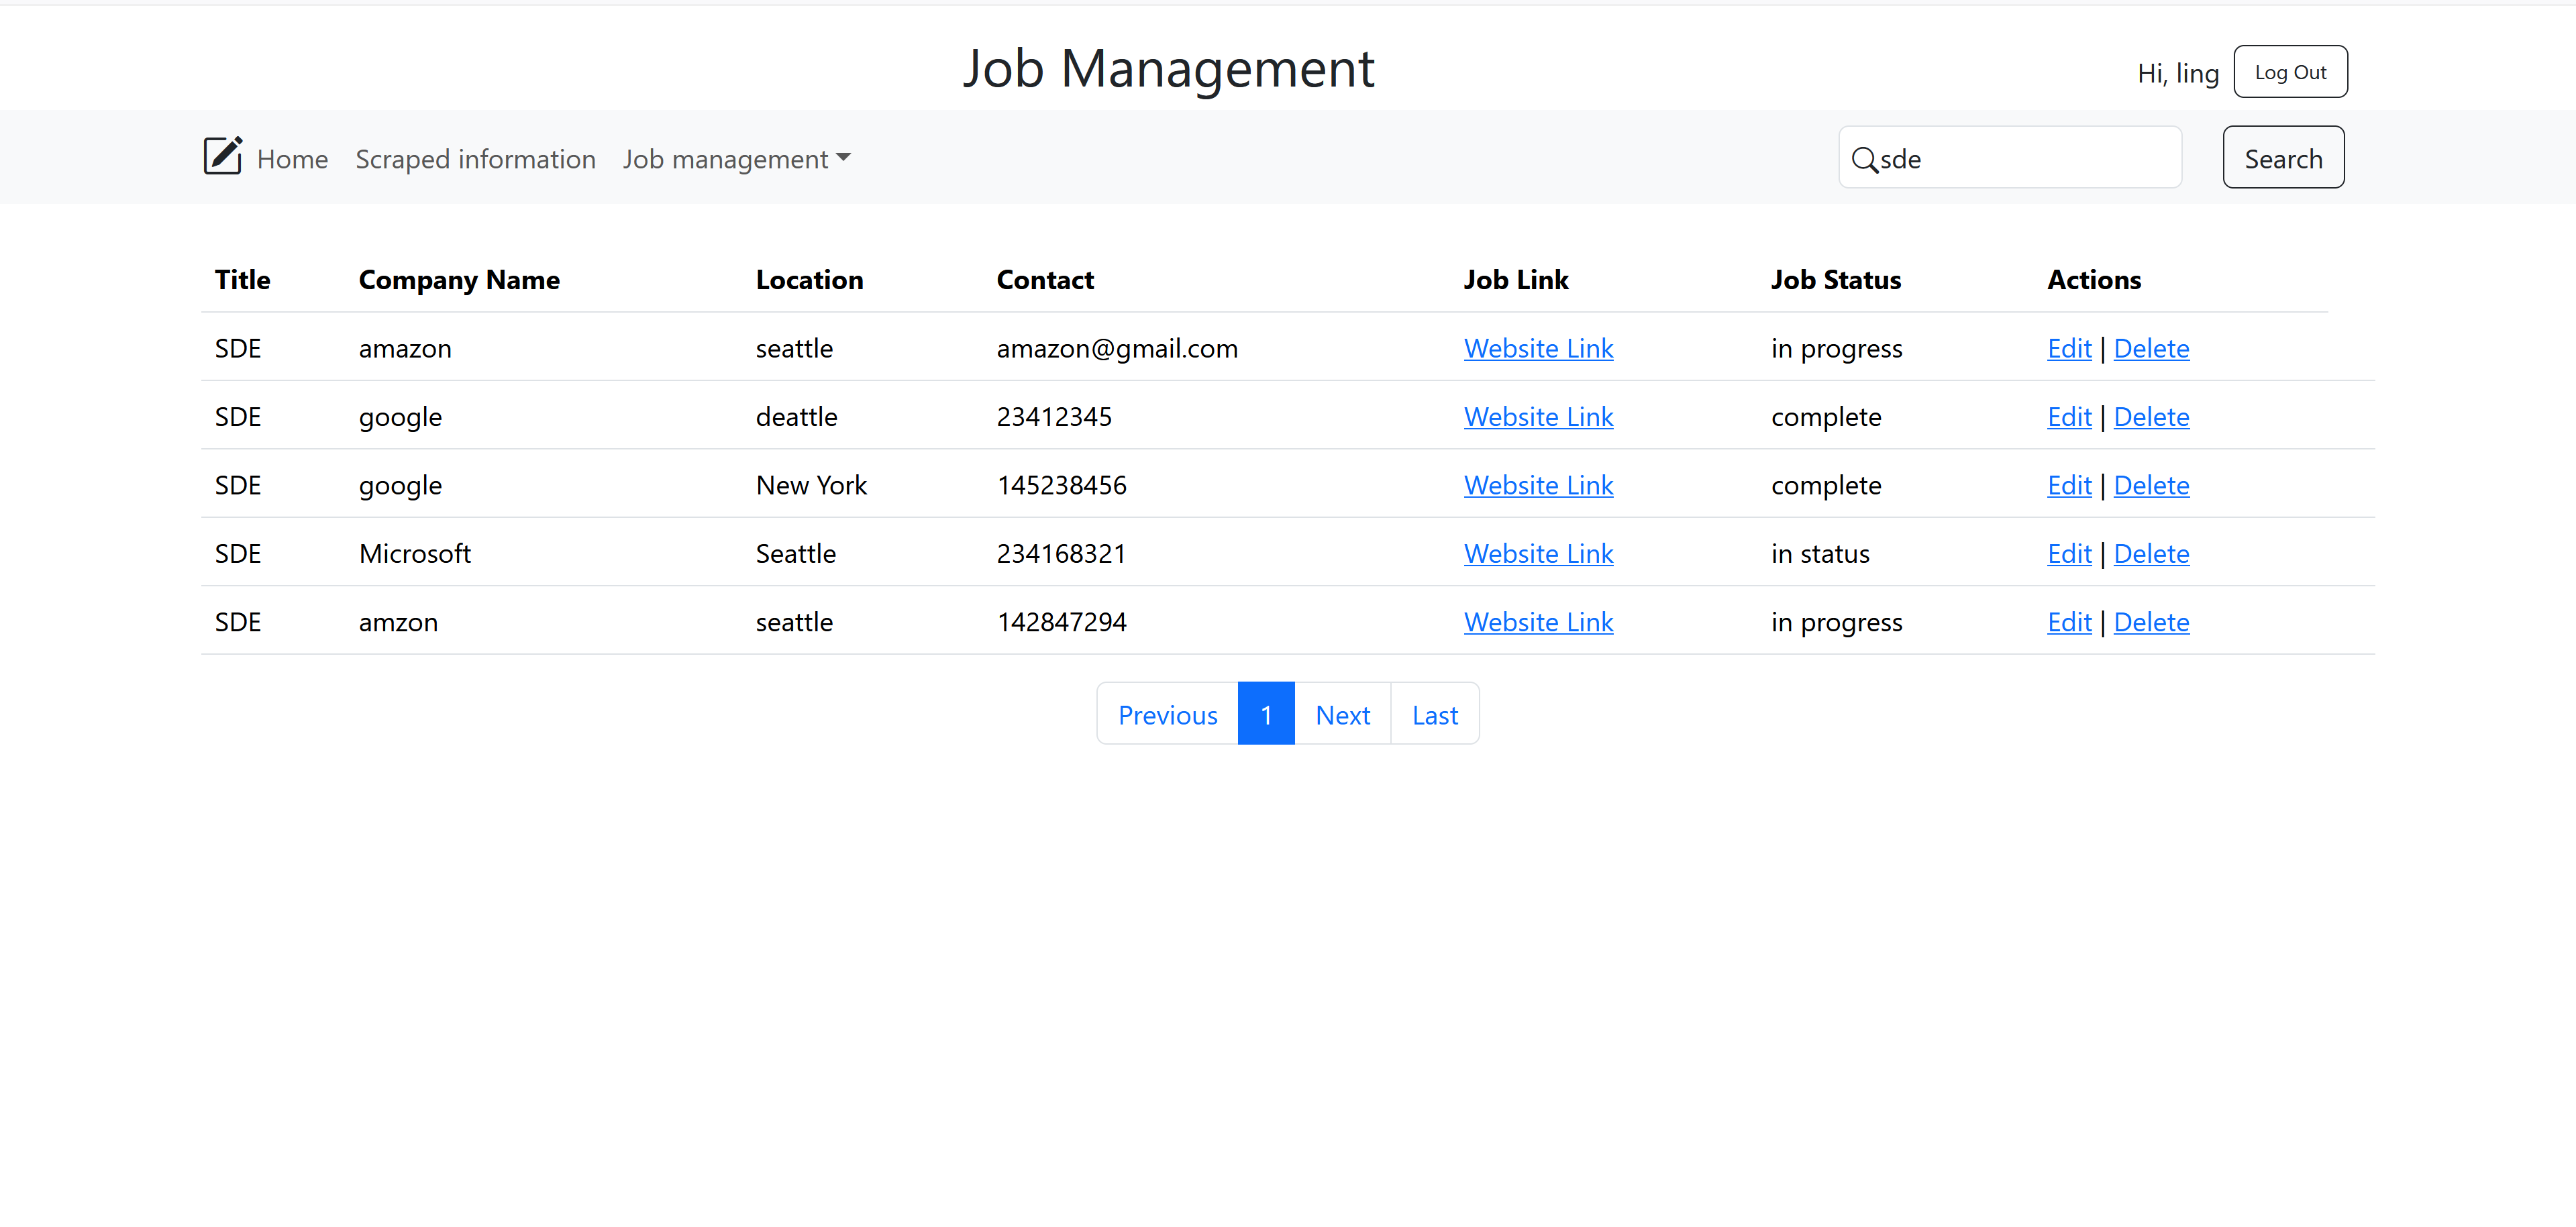 Job Management
Hi, ling Log Out
Home Scraped information Job management sde Search
Title Company Name Location Contact Job Link Job Status Actions
SDE amazon seattle amazon@gmail.com Website Link in progress Edit | Delete
SDE google deattle 23412345 Website Link complete Edit | Delete
SDE google New York 145238456 Website Link complete Edit | Delete
SDE Microsoft Seattle 234168321 Website Link in status Edit | Delete
SDE amzon seattle 142847294 Website Link in progress Edit | Delete
Previous 1 Next Last